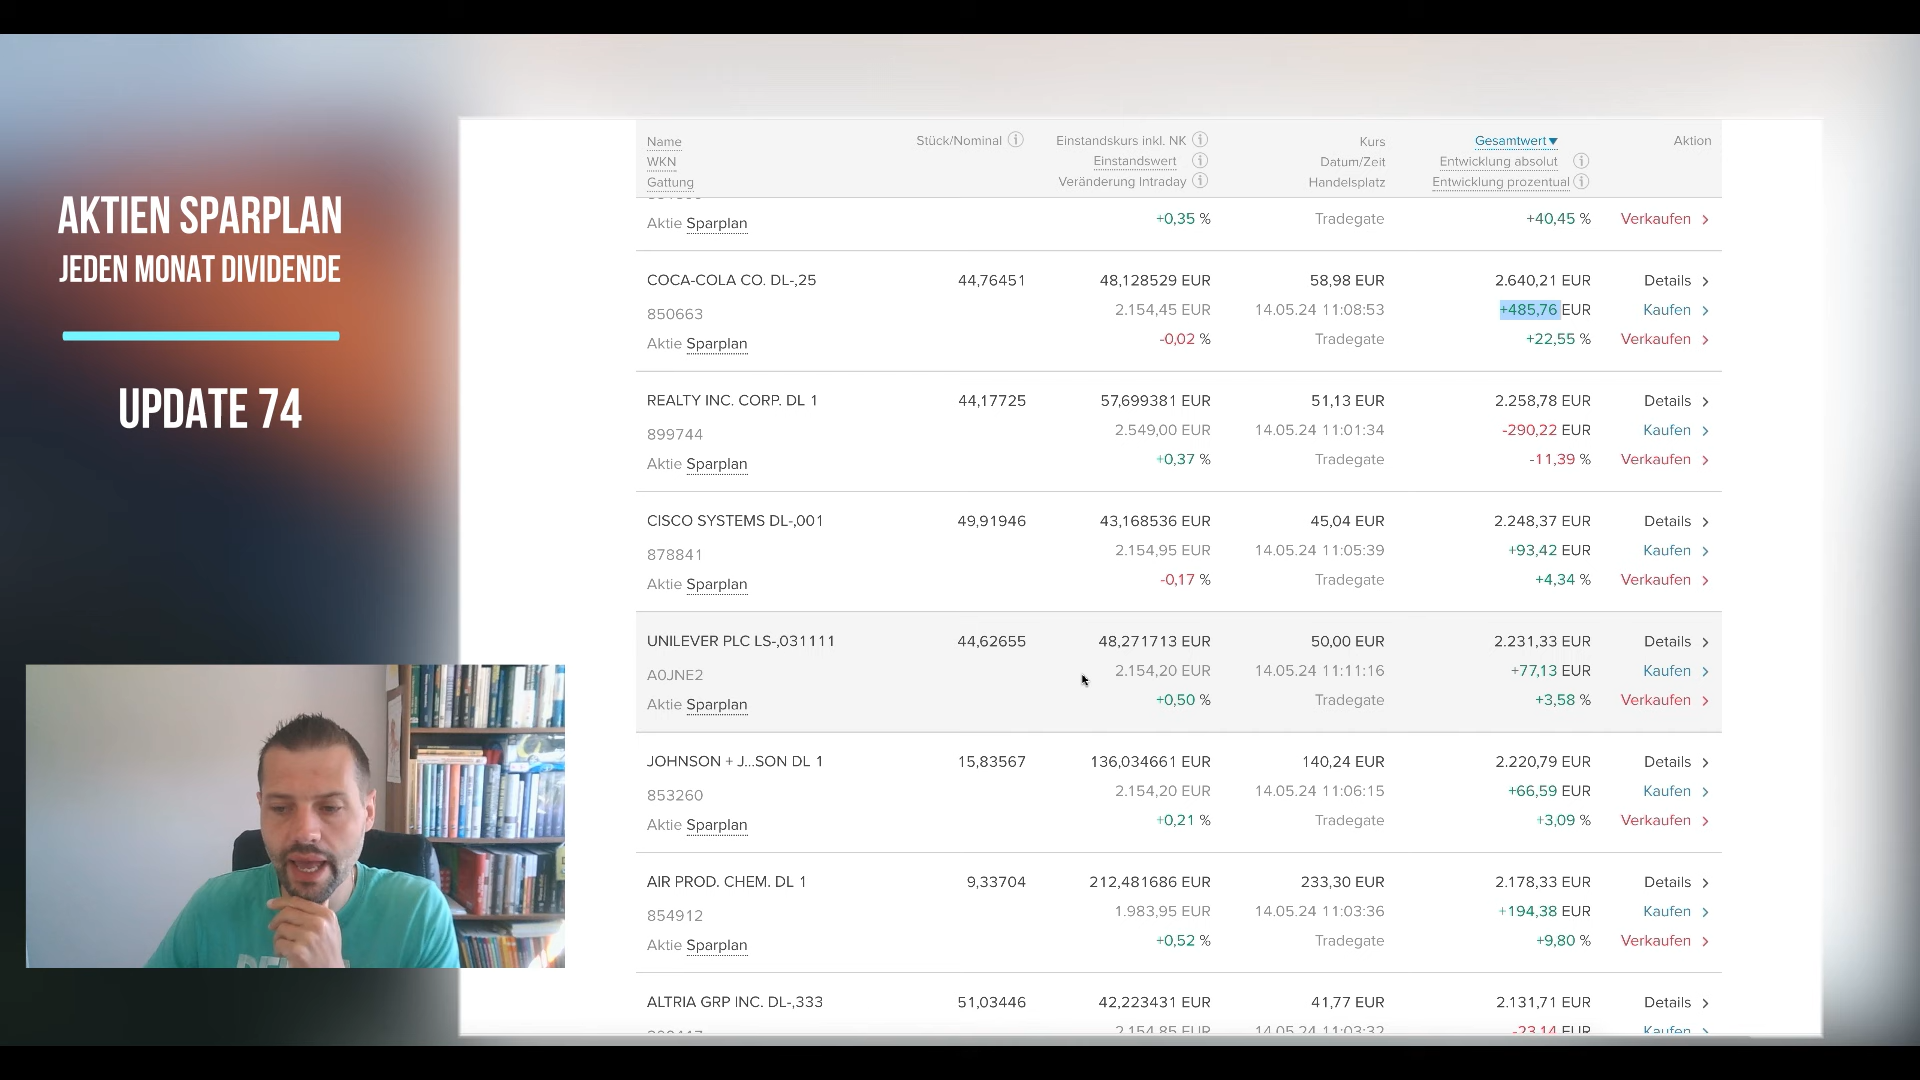 AKTIEN SPARPLAN
JEDEN MONAT DIVIDENDE
UPDATE 74
Name Stück/Nominal Einstandskurs inkl. NK Kurs Gesamtwert▼ Aktion
WKN Einstandswert Datum/Zeit Entwicklung absolut
Gattung Veränderung Intraday Handelsplatz Entwicklung prozentual
Aktie Sparplan +0,35 % Tradegate +40,45 % Verkaufen
COCA-COLA CO. DL-,25 44,76451 48,128529 EUR 58,98 EUR 2.640,21 EUR Details
850663 2.154,45 EUR 14.05.24 11:08:53 +485,76 EUR Kaufen
Aktie Sparplan -0,02 % Tradegate +22,55 % Verkaufen
REALTY INC. CORP. DL 1 44,17725 57,699381 EUR 51,13 EUR 2.258,78 EUR Details
899744 2.549,00 EUR 14.05.24 11:01:34 -290,22 EUR Kaufen
Aktie Sparplan +0,37 % Tradegate -11,39 % Verkaufen
CISCO SYSTEMS DL-,001 49,91946 43,168536 EUR 45,04 EUR 2.248,37 EUR Details
878841 2.154,95 EUR 14.05.24 11:05:39 +93,42 EUR Kaufen
Aktie Sparplan -0,17 % Tradegate +4,34 % Verkaufen
UNILEVER PLC LS-,031111 44,62655 48,271713 EUR 50,00 EUR 2.231,33 EUR Details
A0JNE2 2.154,20 EUR 14.05.24 11:11:16 +77,13 EUR Kaufen
Aktie Sparplan +0,50 % Tradegate +3,58 % Verkaufen
JOHNSON + J...SON DL 1 15,83567 136,034661 EUR 140,24 EUR 2.220,79 EUR Details
853260 2.154,20 EUR 14.05.24 11:06:15 +66,59 EUR Kaufen
Aktie Sparplan +0,21 % Tradegate +3,09 % Verkaufen
AIR PROD. CHEM. DL 1 9,33704 212,481686 EUR 233,30 EUR 2.178,33 EUR Details
854912 1.983,95 EUR 14.05.24 11:03:36 +194,38 EUR Kaufen
Aktie Sparplan +0,52 % Tradegate +9,80 % Verkaufen
ALTRIA GRP INC. DL-,333 51,03446 42,223431 EUR 41,77 EUR 2.131,71 EUR Details
2.154,85 EUR 14.05.24 11:03:32 -23,14 EUR Kaufen